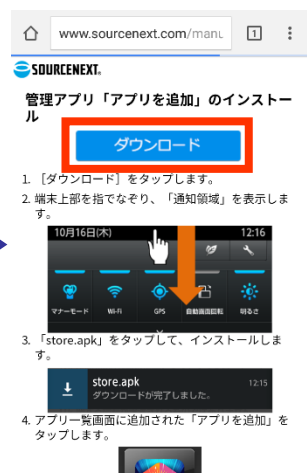 www.sourcenext.com/manu
1
SOURCENEXT.
管理アプリ「アプリを追加」のインストー
ル
ダウンロード
1. ［ダウンロード］をタップします。
2. 端末上部を指でなぞり、「通知領域」を表示しま
す。
10月16日(木) 12:16
マナーモード Wi-Fi GPS 自動画面回転 明るさ
3. 「store.apk」をタップして、インストールしま
す。
store.apk 12:15
ダウンロードが完了しました。
4. アプリ一覧画面に追加された「アプリを追加」を
タップします。